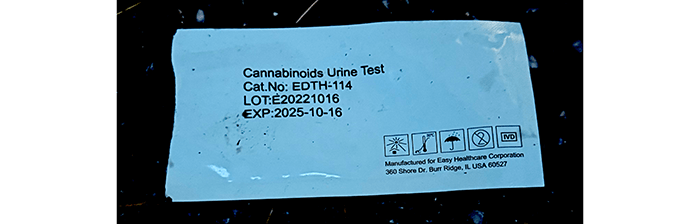 Cannabinoids Urine Test
Cat.No: EDTH-114
LOT:E20221016
EXP:2025-10-16
IVD
Manufactured for Easy Healthcare Corporation
360 Shore Dr. Burr Ridge, IL USA 60527